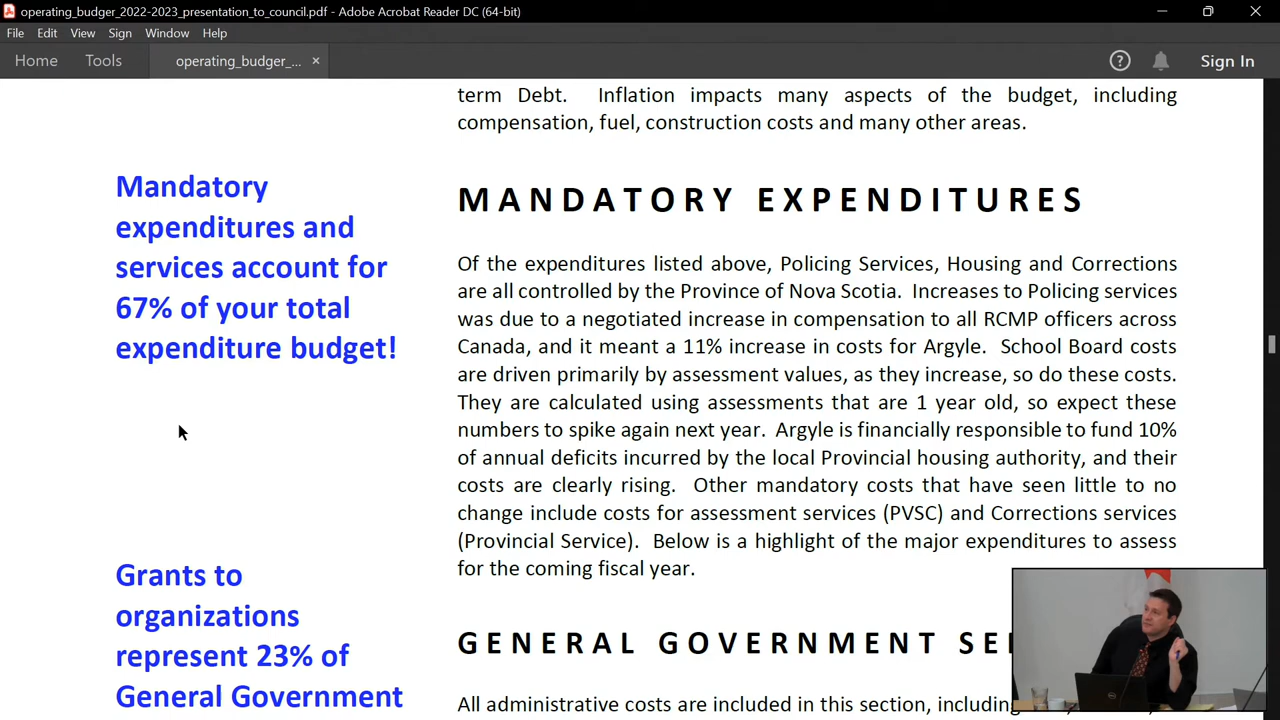 operating_budget_2022-2023_presentation_to_council.pdf - Adobe Acrobat Reader DC (64-bit)
File Edit View Sign Window Help
Home Tools operating_budger_... × ? Sign In
term Debt. Inflation impacts many aspects of the budget, including
compensation, fuel, construction costs and many other areas.
Mandatory
expenditures and
services account for
67% of your total
expenditure budget!
MANDATORY EXPENDITURES
Of the expenditures listed above, Policing Services, Housing and Corrections
are all controlled by the Province of Nova Scotia. Increases to Policing services
was due to a negotiated increase in compensation to all RCMP officers across
Canada, and it meant a 11% increase in costs for Argyle. School Board costs
are driven primarily by assessment values, as they increase, so do these costs.
They are calculated using assessments that are 1 year old, so expect these
numbers to spike again next year. Argyle is financially responsible to fund 10%
of annual deficits incurred by the local Provincial housing authority, and their
costs are clearly rising. Other mandatory costs that have seen little to no
change include costs for assessment services (PVSC) and Corrections services
(Provincial Service). Below is a highlight of the major expenditures to assess
for the coming fiscal year.
Grants to
organizations
represent 23% of
General Government
GENERAL GOVERNMENT SE
All administrative costs are included in this section, including